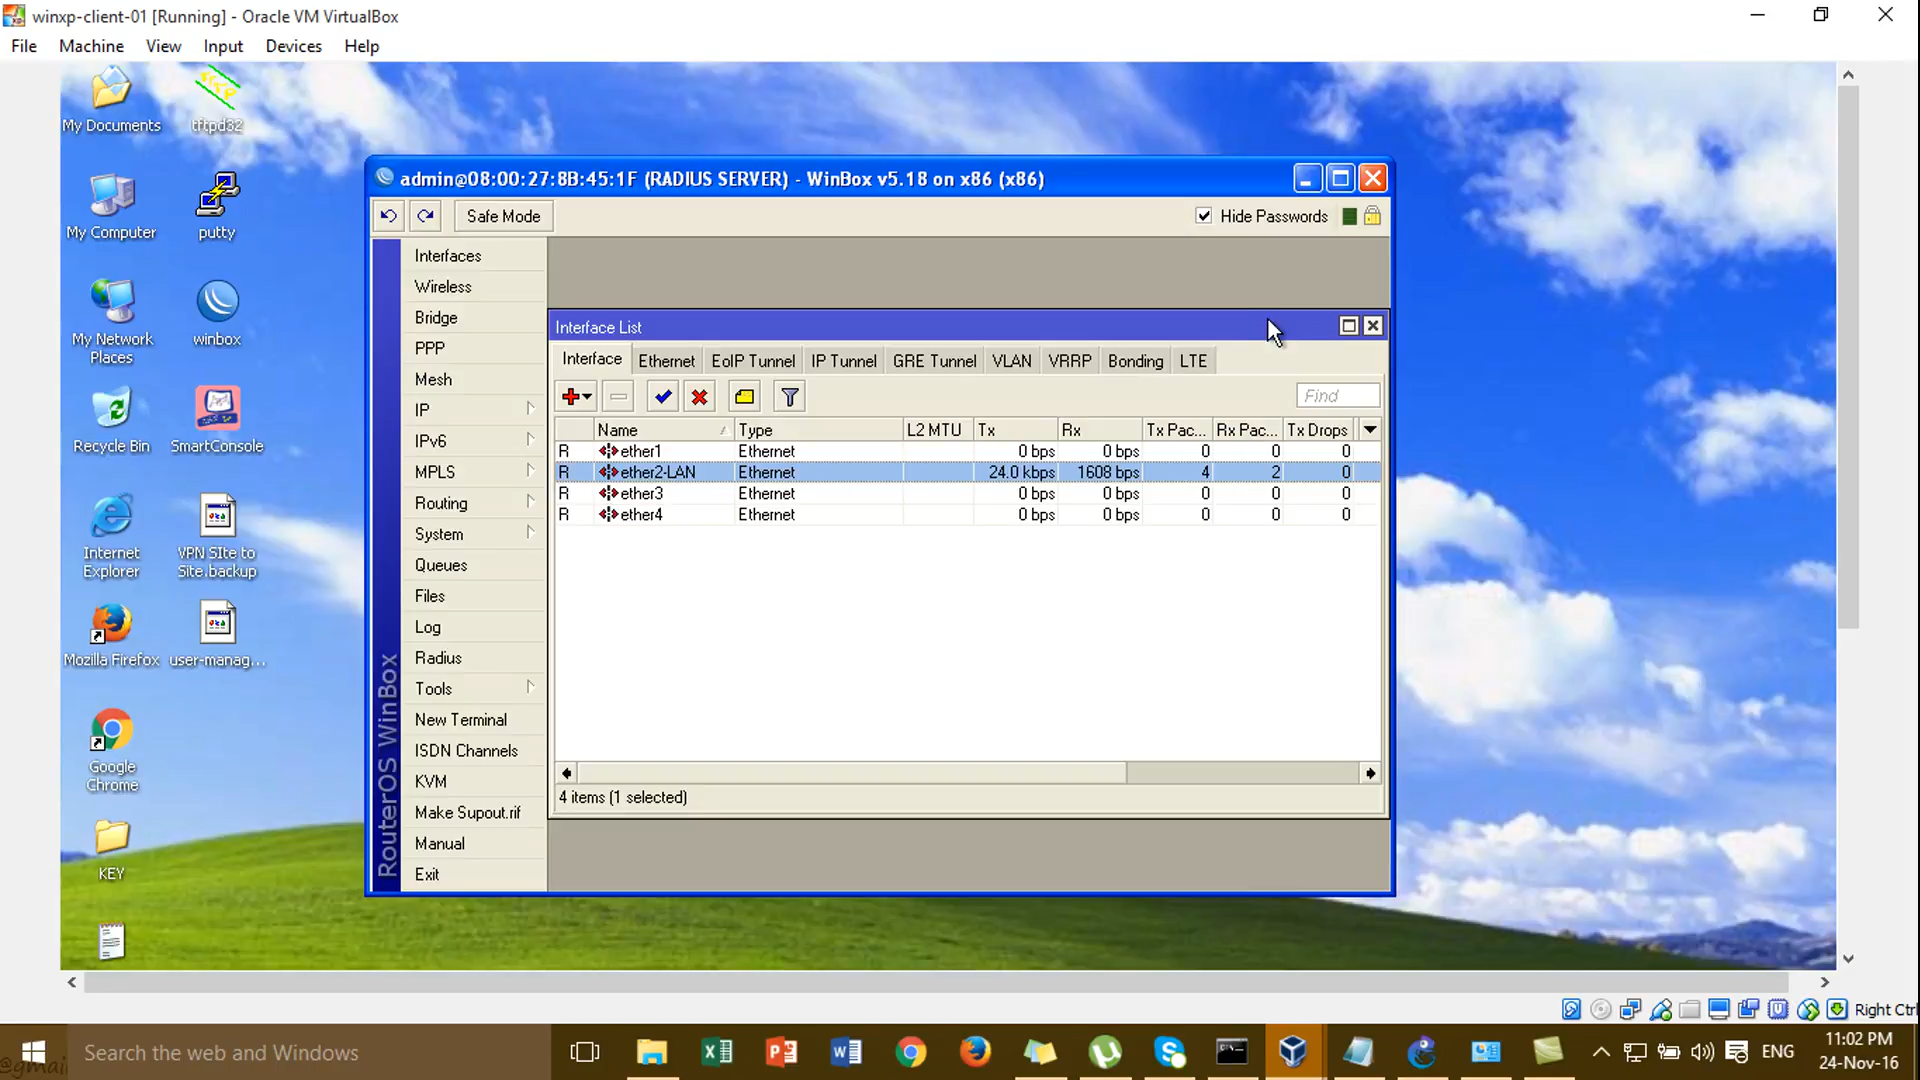 winxp-client-01 [Running] - Oracle VM VirtualBox
File Machine View Input Devices Help
My Documents
tftpd32
My Computer
putty
My Network Places
winbox
Recycle Bin
SmartConsole
Internet Explorer
VPN SIte to Site.backup
Mozilla Firefox
user-manag...
Google Chrome
KEY
admin@08:00:27:8B:45:1F (RADIUS SERVER) - WinBox v5.18 on x86 (x86)
Safe Mode
Hide Passwords
RouterOS WinBox
Interfaces
Wireless
Bridge
PPP
Mesh
IP
IPv6
MPLS
Routing
System
Queues
Files
Log
Radius
Tools
New Terminal
ISDN Channels
KVM
Make Supout.rif
Manual
Exit
Interface List
Interface Ethernet EoIP Tunnel IP Tunnel GRE Tunnel VLAN VRRP Bonding LTE
Find
Name Type L2 MTU Tx Rx Tx Pac... Rx Pac... Tx Drops
R ether1 Ethernet 0 bps 0 bps 0 0 0
R ether2-LAN Ethernet 24.0 kbps 1608 bps 4 2 0
R ether3 Ethernet 0 bps 0 bps 0 0 0
R ether4 Ethernet 0 bps 0 bps 0 0 0
4 items (1 selected)
Right Ctrl
Search the web and Windows
ENG
11:02 PM
24-Nov-16